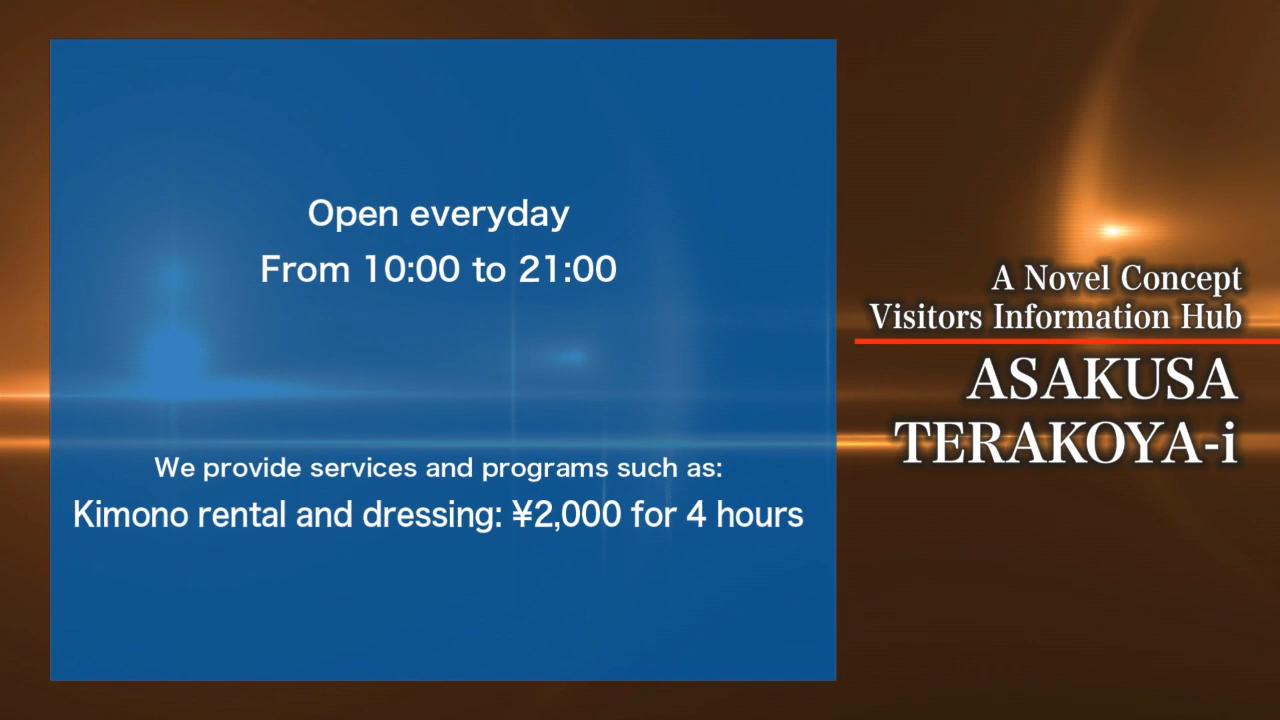 Open everyday
From 10:00 to 21:00
We provide services and programs such as:
Kimono rental and dressing: ¥2,000 for 4 hours
A Novel Concept
Visitors Information Hub
ASAKUSA
TERAKOYA-i